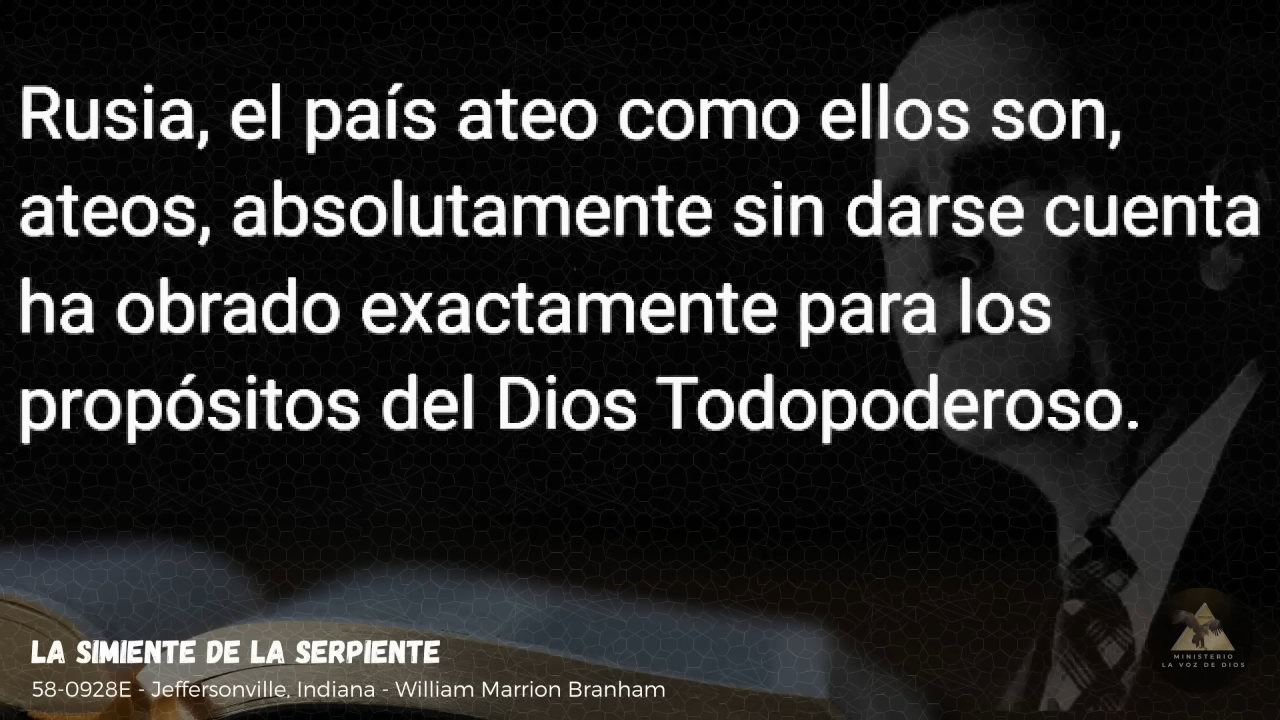 Rusia, el país ateo como ellos son,
ateos, absolutamente sin darse cuenta
ha obrado exactamente para los
propósitos del Dios Todopoderoso.
LA SIMIENTE DE LA SERPIENTE
58-0928E - Jeffersonville, Indiana - William Marrion Branham
MINISTERIO
LA VOZ DE DIOS